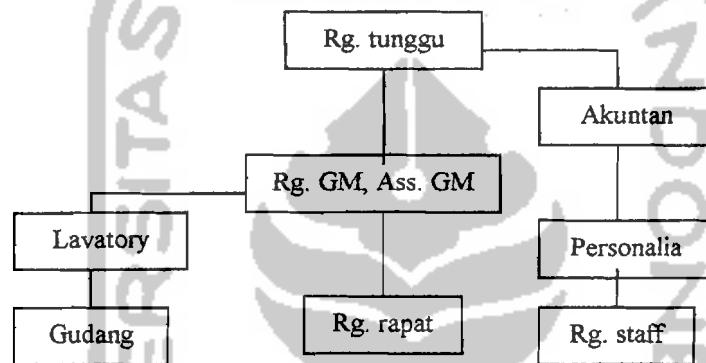 Rg. tunggu
Akuntan
Rg. GM, Ass. GM
Lavatory
Personalia
Gudang
Rg. rapat
Rg. staff